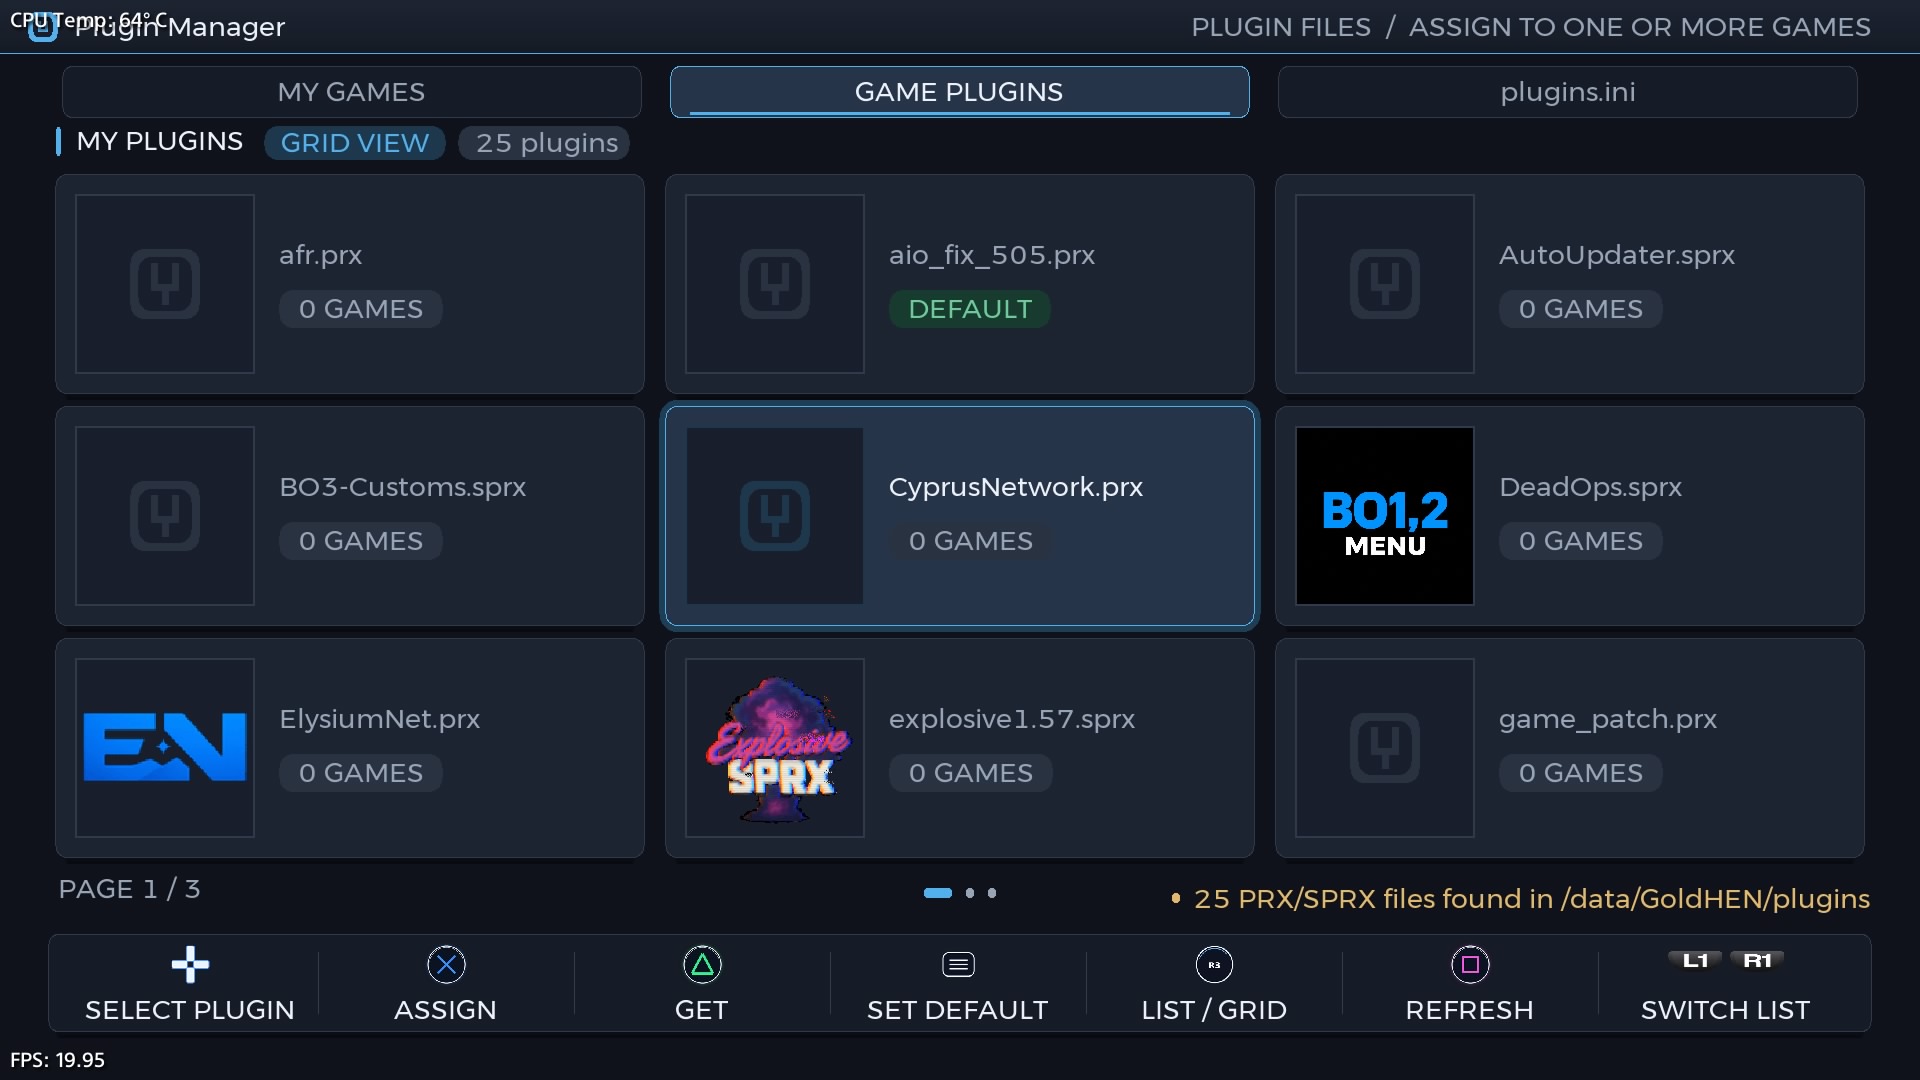 CPU Temp: 64° C
Plugin Manager
PLUGIN FILES / ASSIGN TO ONE OR MORE GAMES
MY GAMES
GAME PLUGINS
plugins.ini
MY PLUGINS
GRID VIEW
25 plugins
afr.prx
0 GAMES
aio_fix_505.prx
DEFAULT
AutoUpdater.sprx
0 GAMES
BO3-Customs.sprx
0 GAMES
CyprusNetwork.prx
0 GAMES
BO1,2
MENU
DeadOps.sprx
0 GAMES
EN
ElysiumNet.prx
0 GAMES
Explosive
SPRX
explosive1.57.sprx
0 GAMES
game_patch.prx
0 GAMES
PAGE 1 / 3
• 25 PRX/SPRX files found in /data/GoldHEN/plugins
SELECT PLUGIN
ASSIGN
GET
SET DEFAULT
R3
LIST / GRID
REFRESH
L1 R1
SWITCH LIST
FPS: 19.95